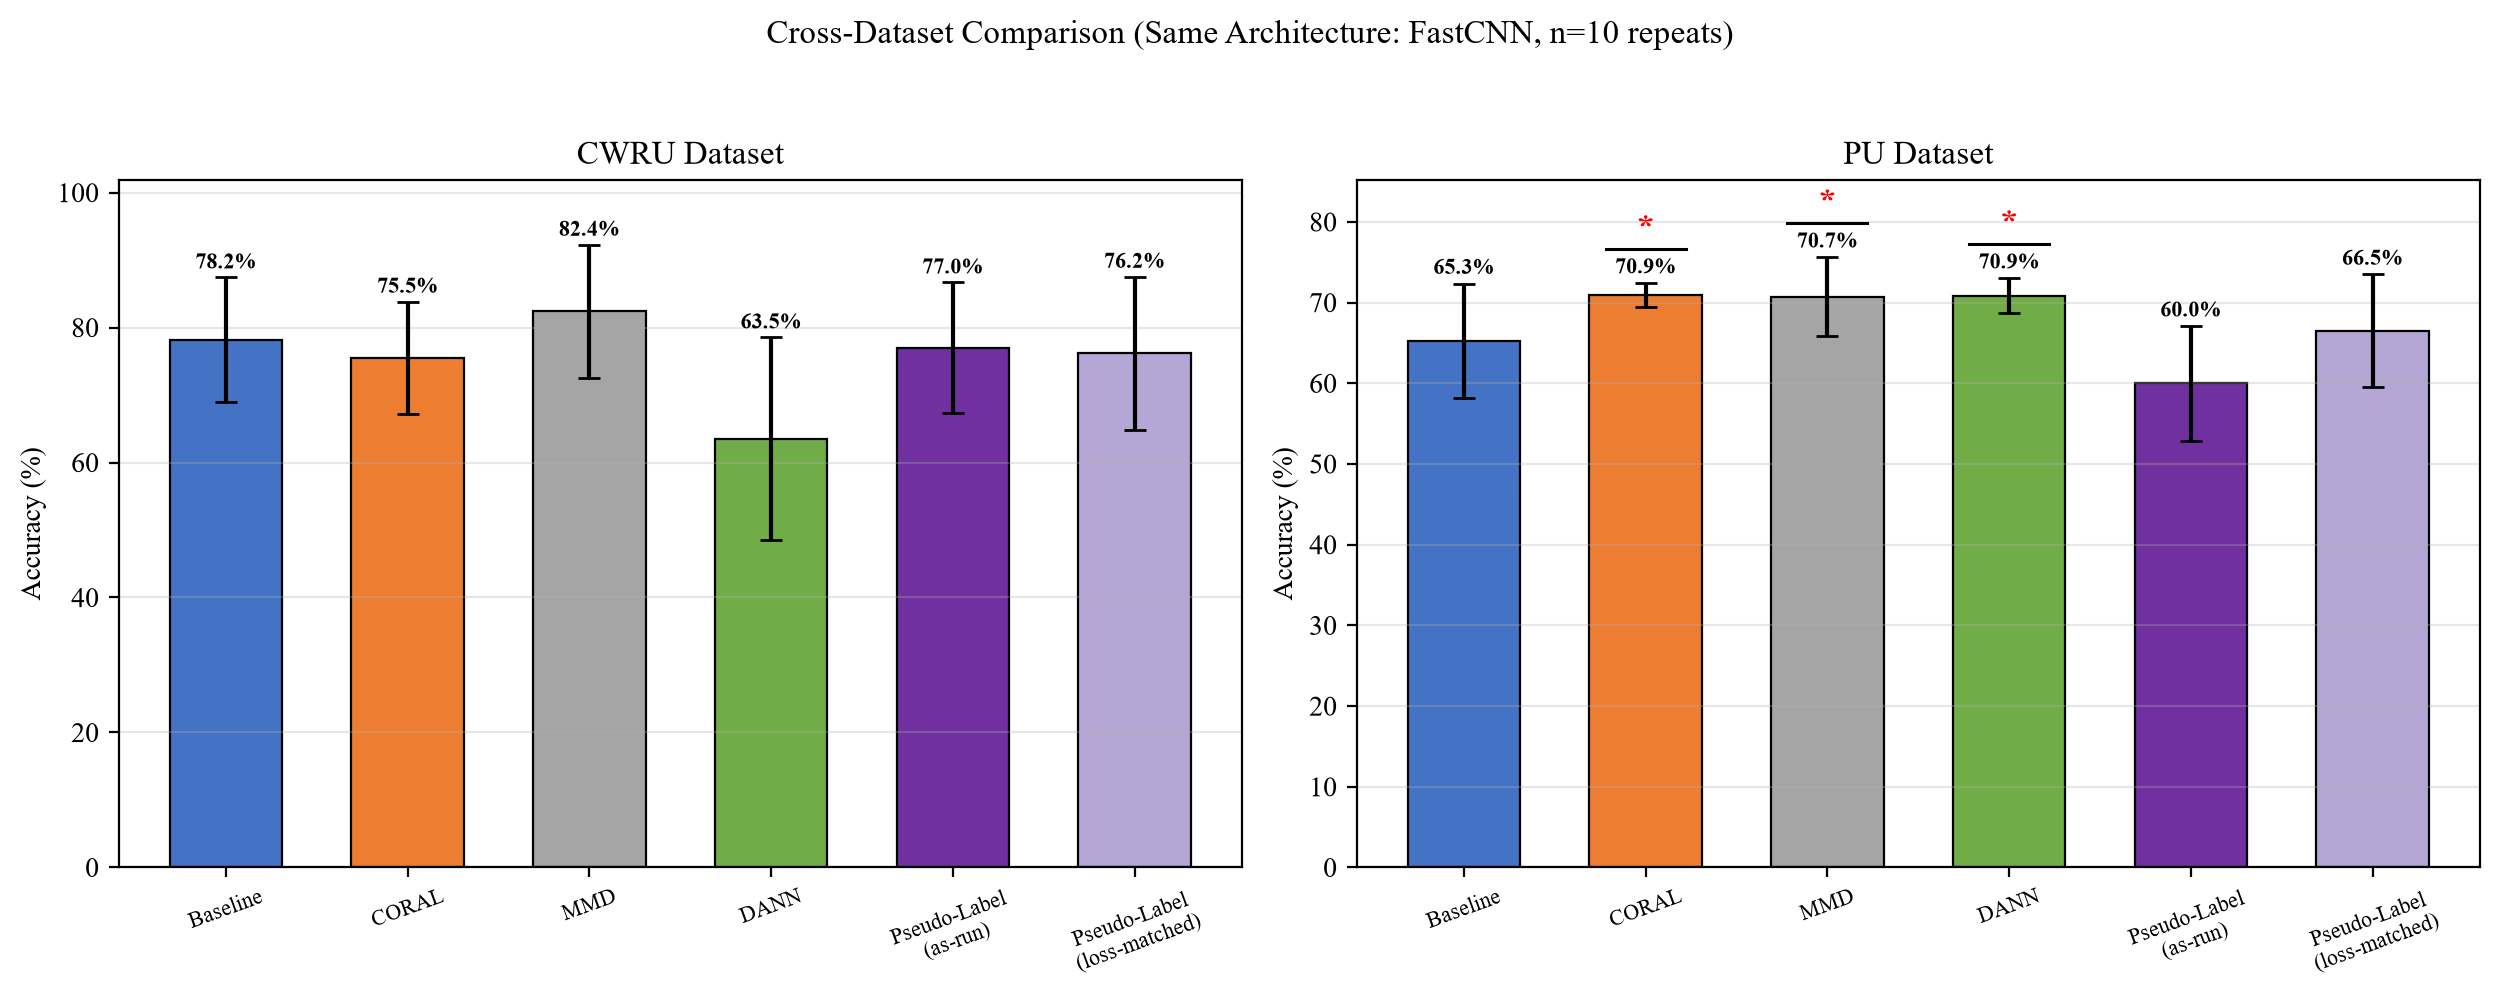 Cross-Dataset Comparison (Same Architecture: FastCNN, n=10 repeats)
CWRU Dataset
Accuracy (%)
100
80
60
40
20
0
78.2%
75.5%
82.4%
63.5%
77.0%
76.2%
Baseline
CORAL
MMD
DANN
Pseudo-Label
(as-run)
Pseudo-Label
(loss-matched)
PU Dataset
Accuracy (%)
80
70
60
50
40
30
20
10
0
65.3%
*
70.9%
*
70.7%
*
70.9%
60.0%
66.5%
Baseline
CORAL
MMD
DANN
Pseudo-Label
(as-run)
Pseudo-Label
(loss-matched)